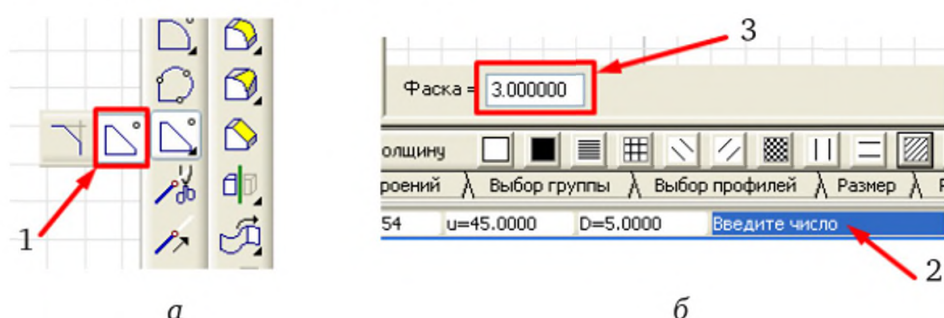 3
Фаска = 3.000000
олщину
роений Выбор группы Выбор профилей Размер
54 u=45.0000 D=5.0000 Введите число
1
2
а б